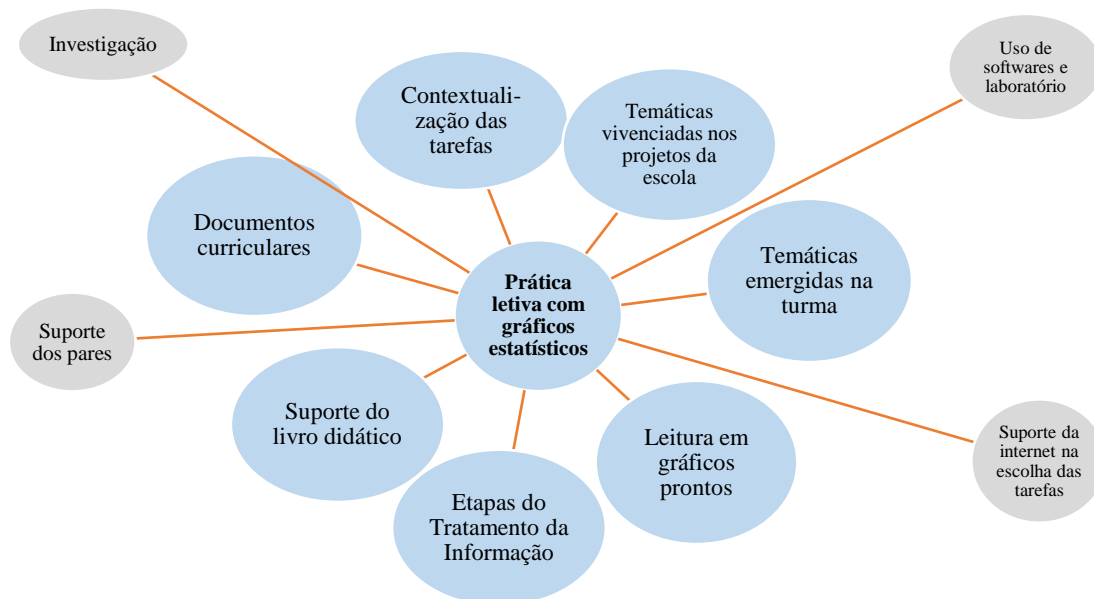 Investigação
Uso de
softwares e
laboratório
Contextuali-
zação das
tarefas
Temáticas
vivenciadas nos
projetos da
escola
Documentos
curriculares
Temáticas
emergidas na
turma
Prática
letiva com
gráficos
estatísticos
Suporte
dos pares
Suporte do
livro didático
Leitura em
gráficos
prontos
Suporte da
internet na
escolha das
tarefas
Etapas do
Tratamento da
Informação